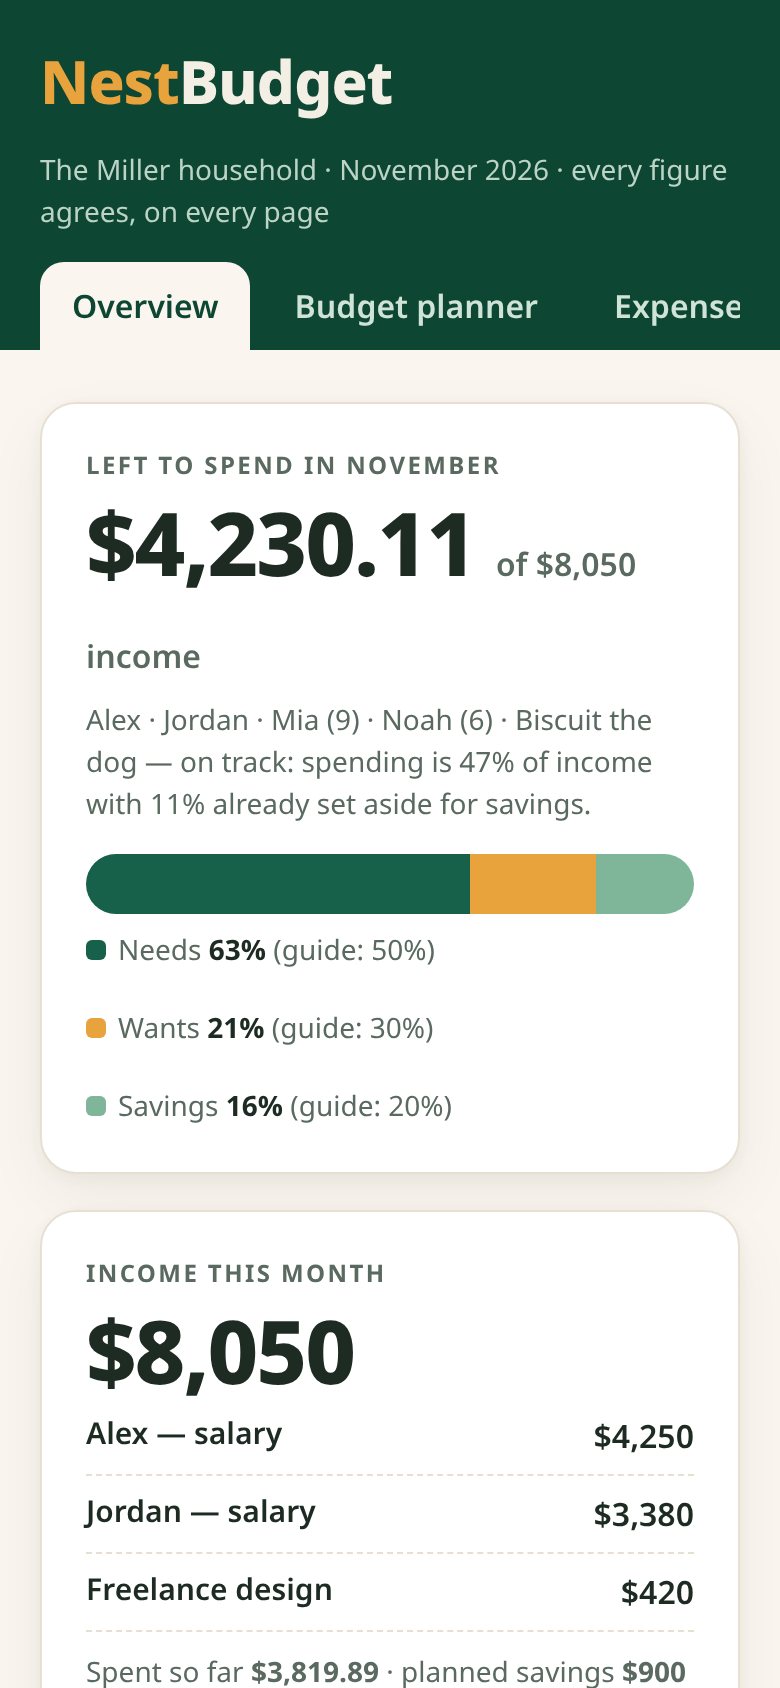 NestBudget
The Miller household · November 2026 · every figure
agrees, on every page
Overview
Budget planner
Expense
LEFT TO SPEND IN NOVEMBER
$4,230.11 of $8,050
income
Alex · Jordan · Mia (9) · Noah (6) · Biscuit the
dog — on track: spending is 47% of income
with 11% already set aside for savings.
Needs 63% (guide: 50%)
Wants 21% (guide: 30%)
Savings 16% (guide: 20%)
INCOME THIS MONTH
$8,050
Alex — salary $4,250
Jordan — salary $3,380
Freelance design $420
Spent so far $3,819.89 · planned savings $900